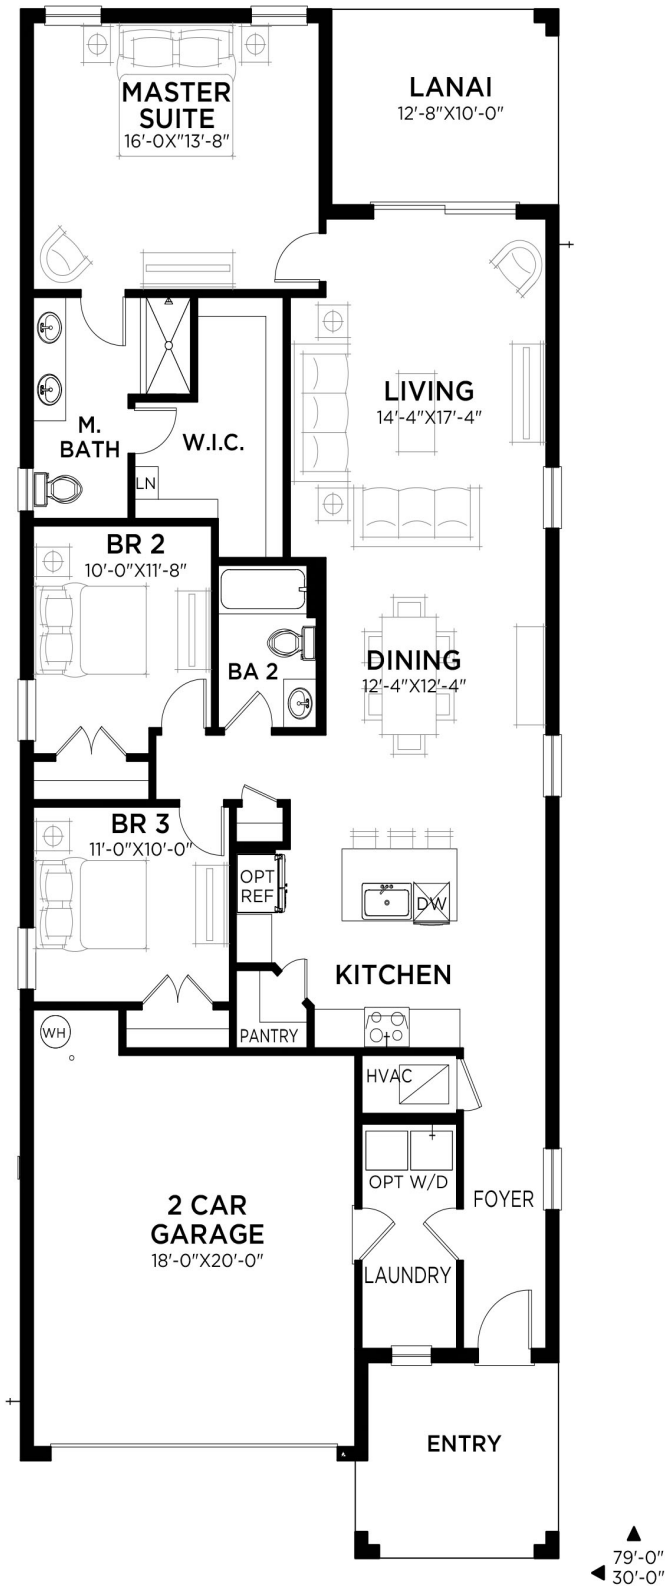 MASTER
SUITE
16'-0X"13'-8"
LANAI
12'-8"X10'-0"
LIVING
14'-4"X17'-4"
M.
BATH
W.I.C.
LN
BR 2
10'-0"X11'-8"
BA 2
DINING
12'-4"X12'-4"
BR 3
11'-0"X10'-0"
OPT
REF
DW
KITCHEN
WH
PANTRY
HVAC
OPT W/D
FOYER
2 CAR
GARAGE
18'-0"X20'-0"
LAUNDRY
ENTRY
79'-0"
30'-0"